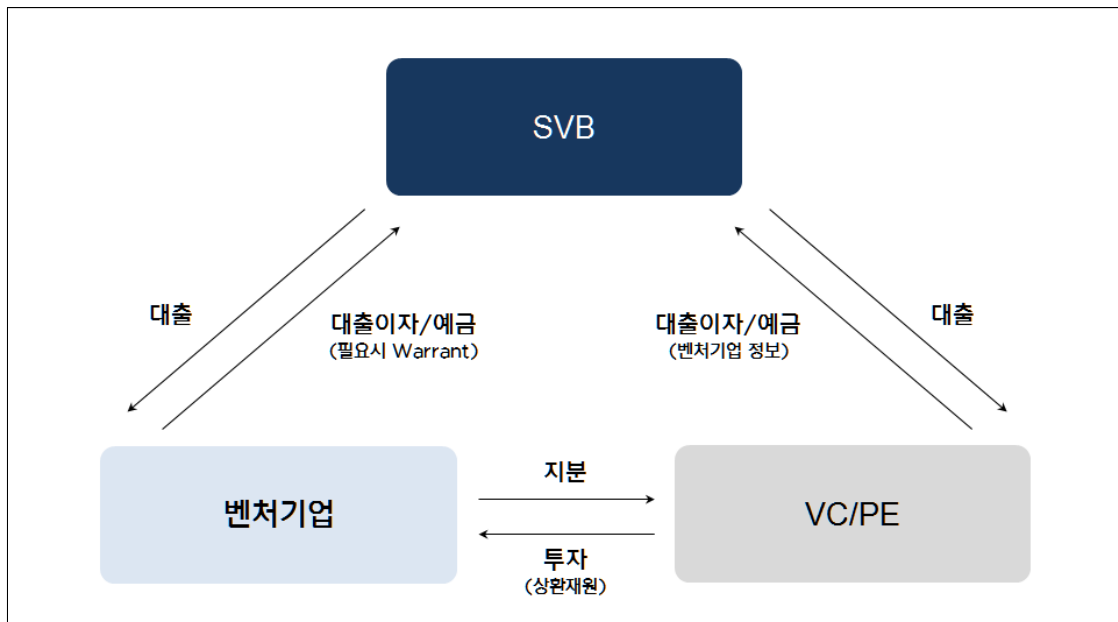 SVB
대출
대출이자/예금
(필요시 Warrant)
대출이자/예금
(벤처기업 정보)
대출
벤처기업
지분
투자
(상환재원)
VC/PE